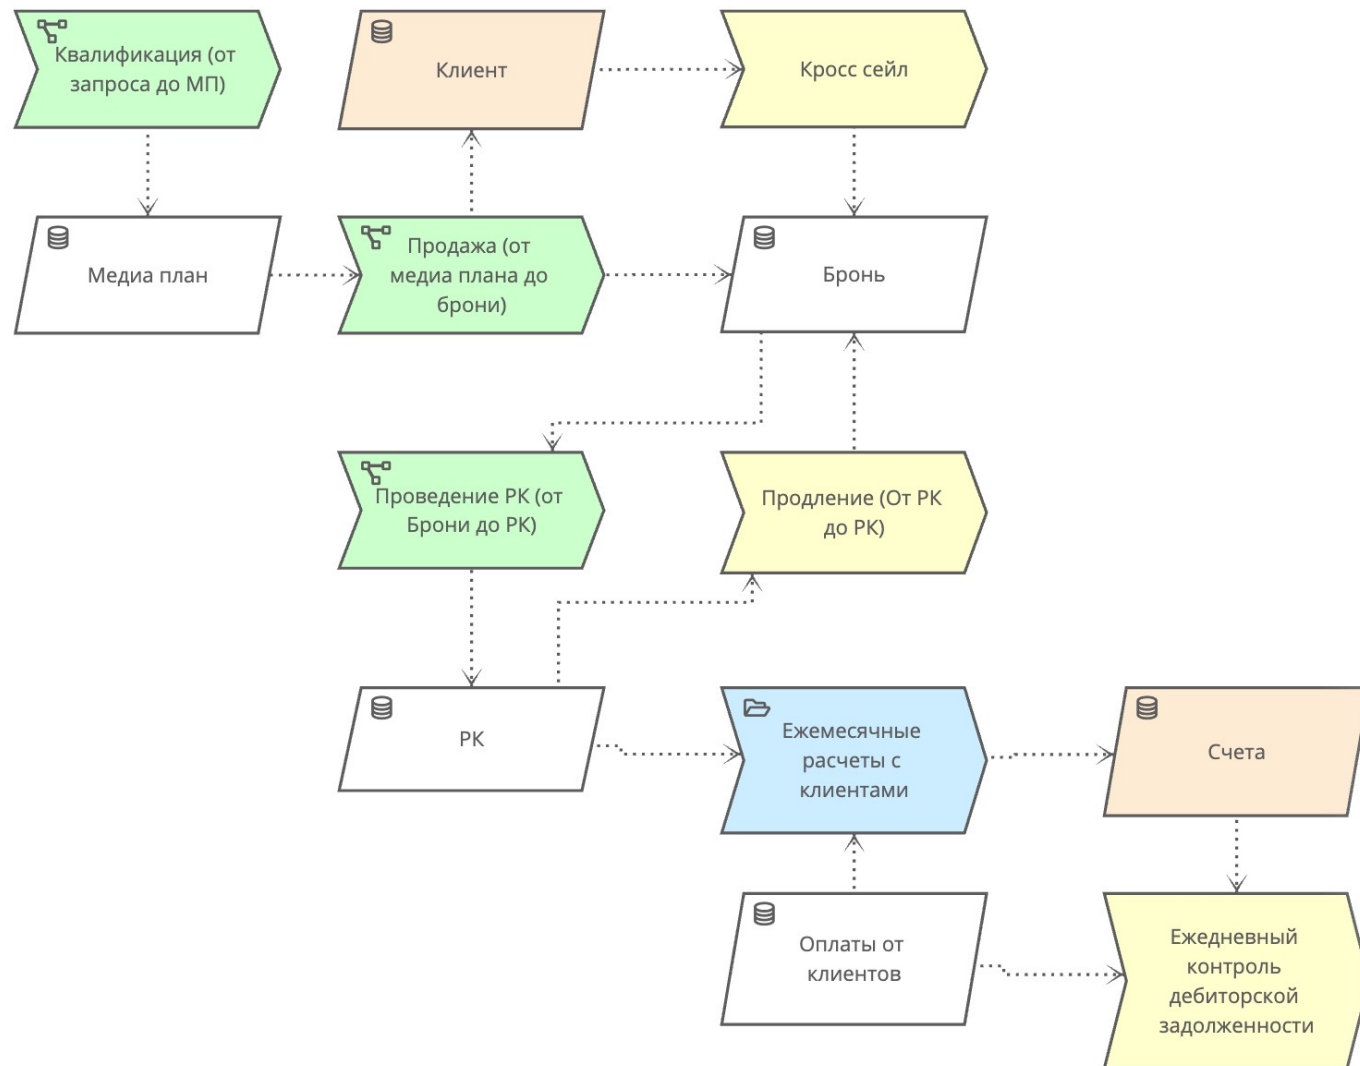 Квалификация (от
запроса до МП)
Клиент
Кросс сейл
Медиа план
Продажа (от
медиа плана до
брони)
Бронь
Проведение РК (от
Брони до РК)
Продление (От РК
до РК)
РК
Ежемесячные
расчеты с
клиентами
Счета
Оплаты от
клиентов
Ежедневный
контроль
дебиторской
задолженности